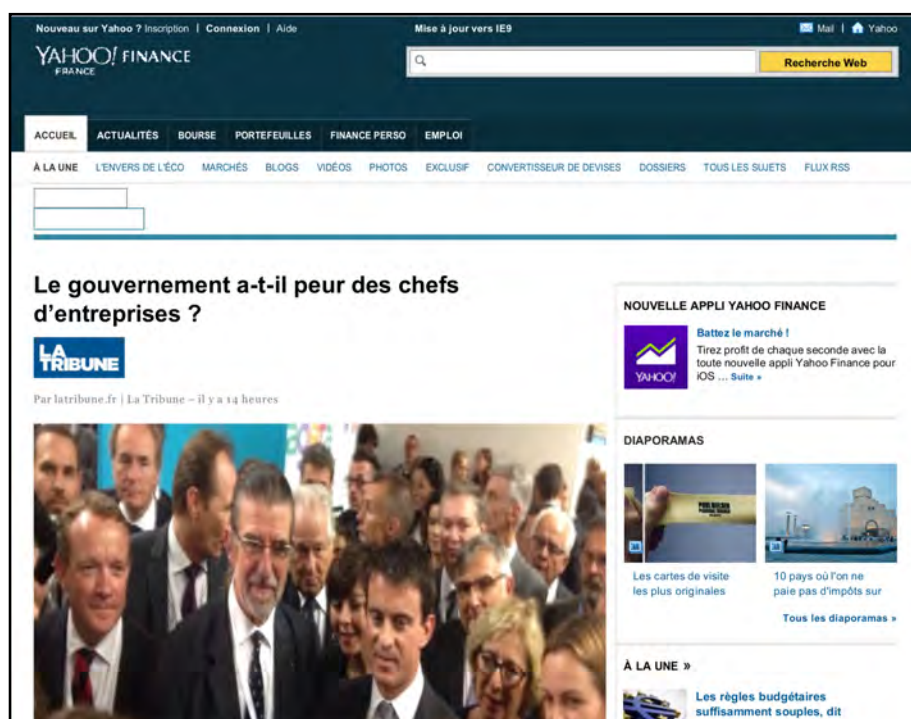 Nouveau sur Yahoo ? Inscription | Connexion | Aide
Mise à jour vers IE9
Mail | Yahoo
YAHOO! FINANCE
FRANCE
Recherche Web
ACCUEIL ACTUALITÉS BOURSE PORTEFEUILLES FINANCE PERSO EMPLOI
À LA UNE L'ENVERS DE L'ÉCO MARCHÉS BLOGS VIDÉOS PHOTOS EXCLUSIF CONVERTISSEUR DE DEVISES DOSSIERS TOUS LES SUJETS FLUX RSS
Le gouvernement a-t-il peur des chefs
d'entreprises ?
LA
TRIBUNE
Par latribune.fr | La Tribune – il y a 14 heures
NOUVELLE APPLI YAHOO FINANCE
YAHOO!
Battez le marché !
Tirez profit de chaque seconde avec la
toute nouvelle appli Yahoo Finance pour
iOS ... Suite »
DIAPORAMAS
Les cartes de visite
les plus originales
10 pays où l'on ne
paie pas d'impôts sur
Tous les diaporamas »
À LA UNE »
Les règles budgétaires
suffisamment souples, dit